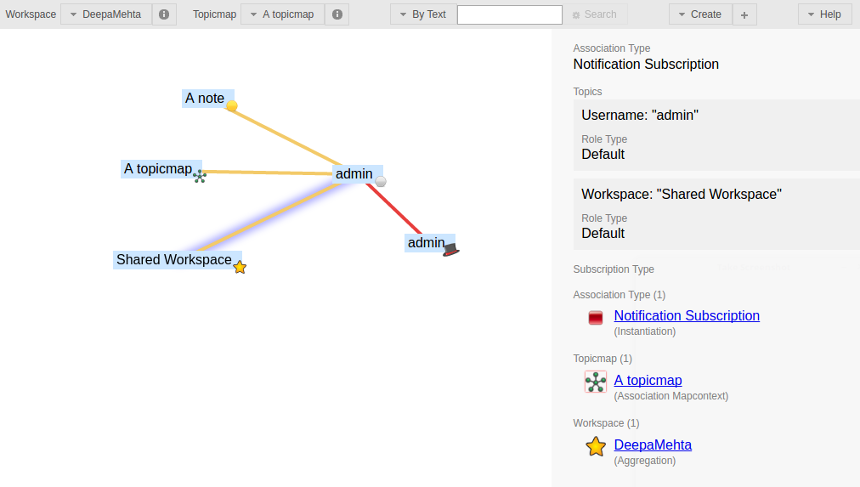 Workspace DeepaMehta Topicmap A topicmap By Text Search Create + Help
A note
A topicmap
admin
admin
Shared Workspace
Association Type
Notification Subscription
Topics
Username: "admin"
Role Type
Default
Workspace: "Shared Workspace"
Role Type
Default
Subscription Type
Association Type (1)
Notification Subscription
(Instantiation)
Topicmap (1)
A topicmap
(Association Mapcontext)
Workspace (1)
DeepaMehta
(Aggregation)